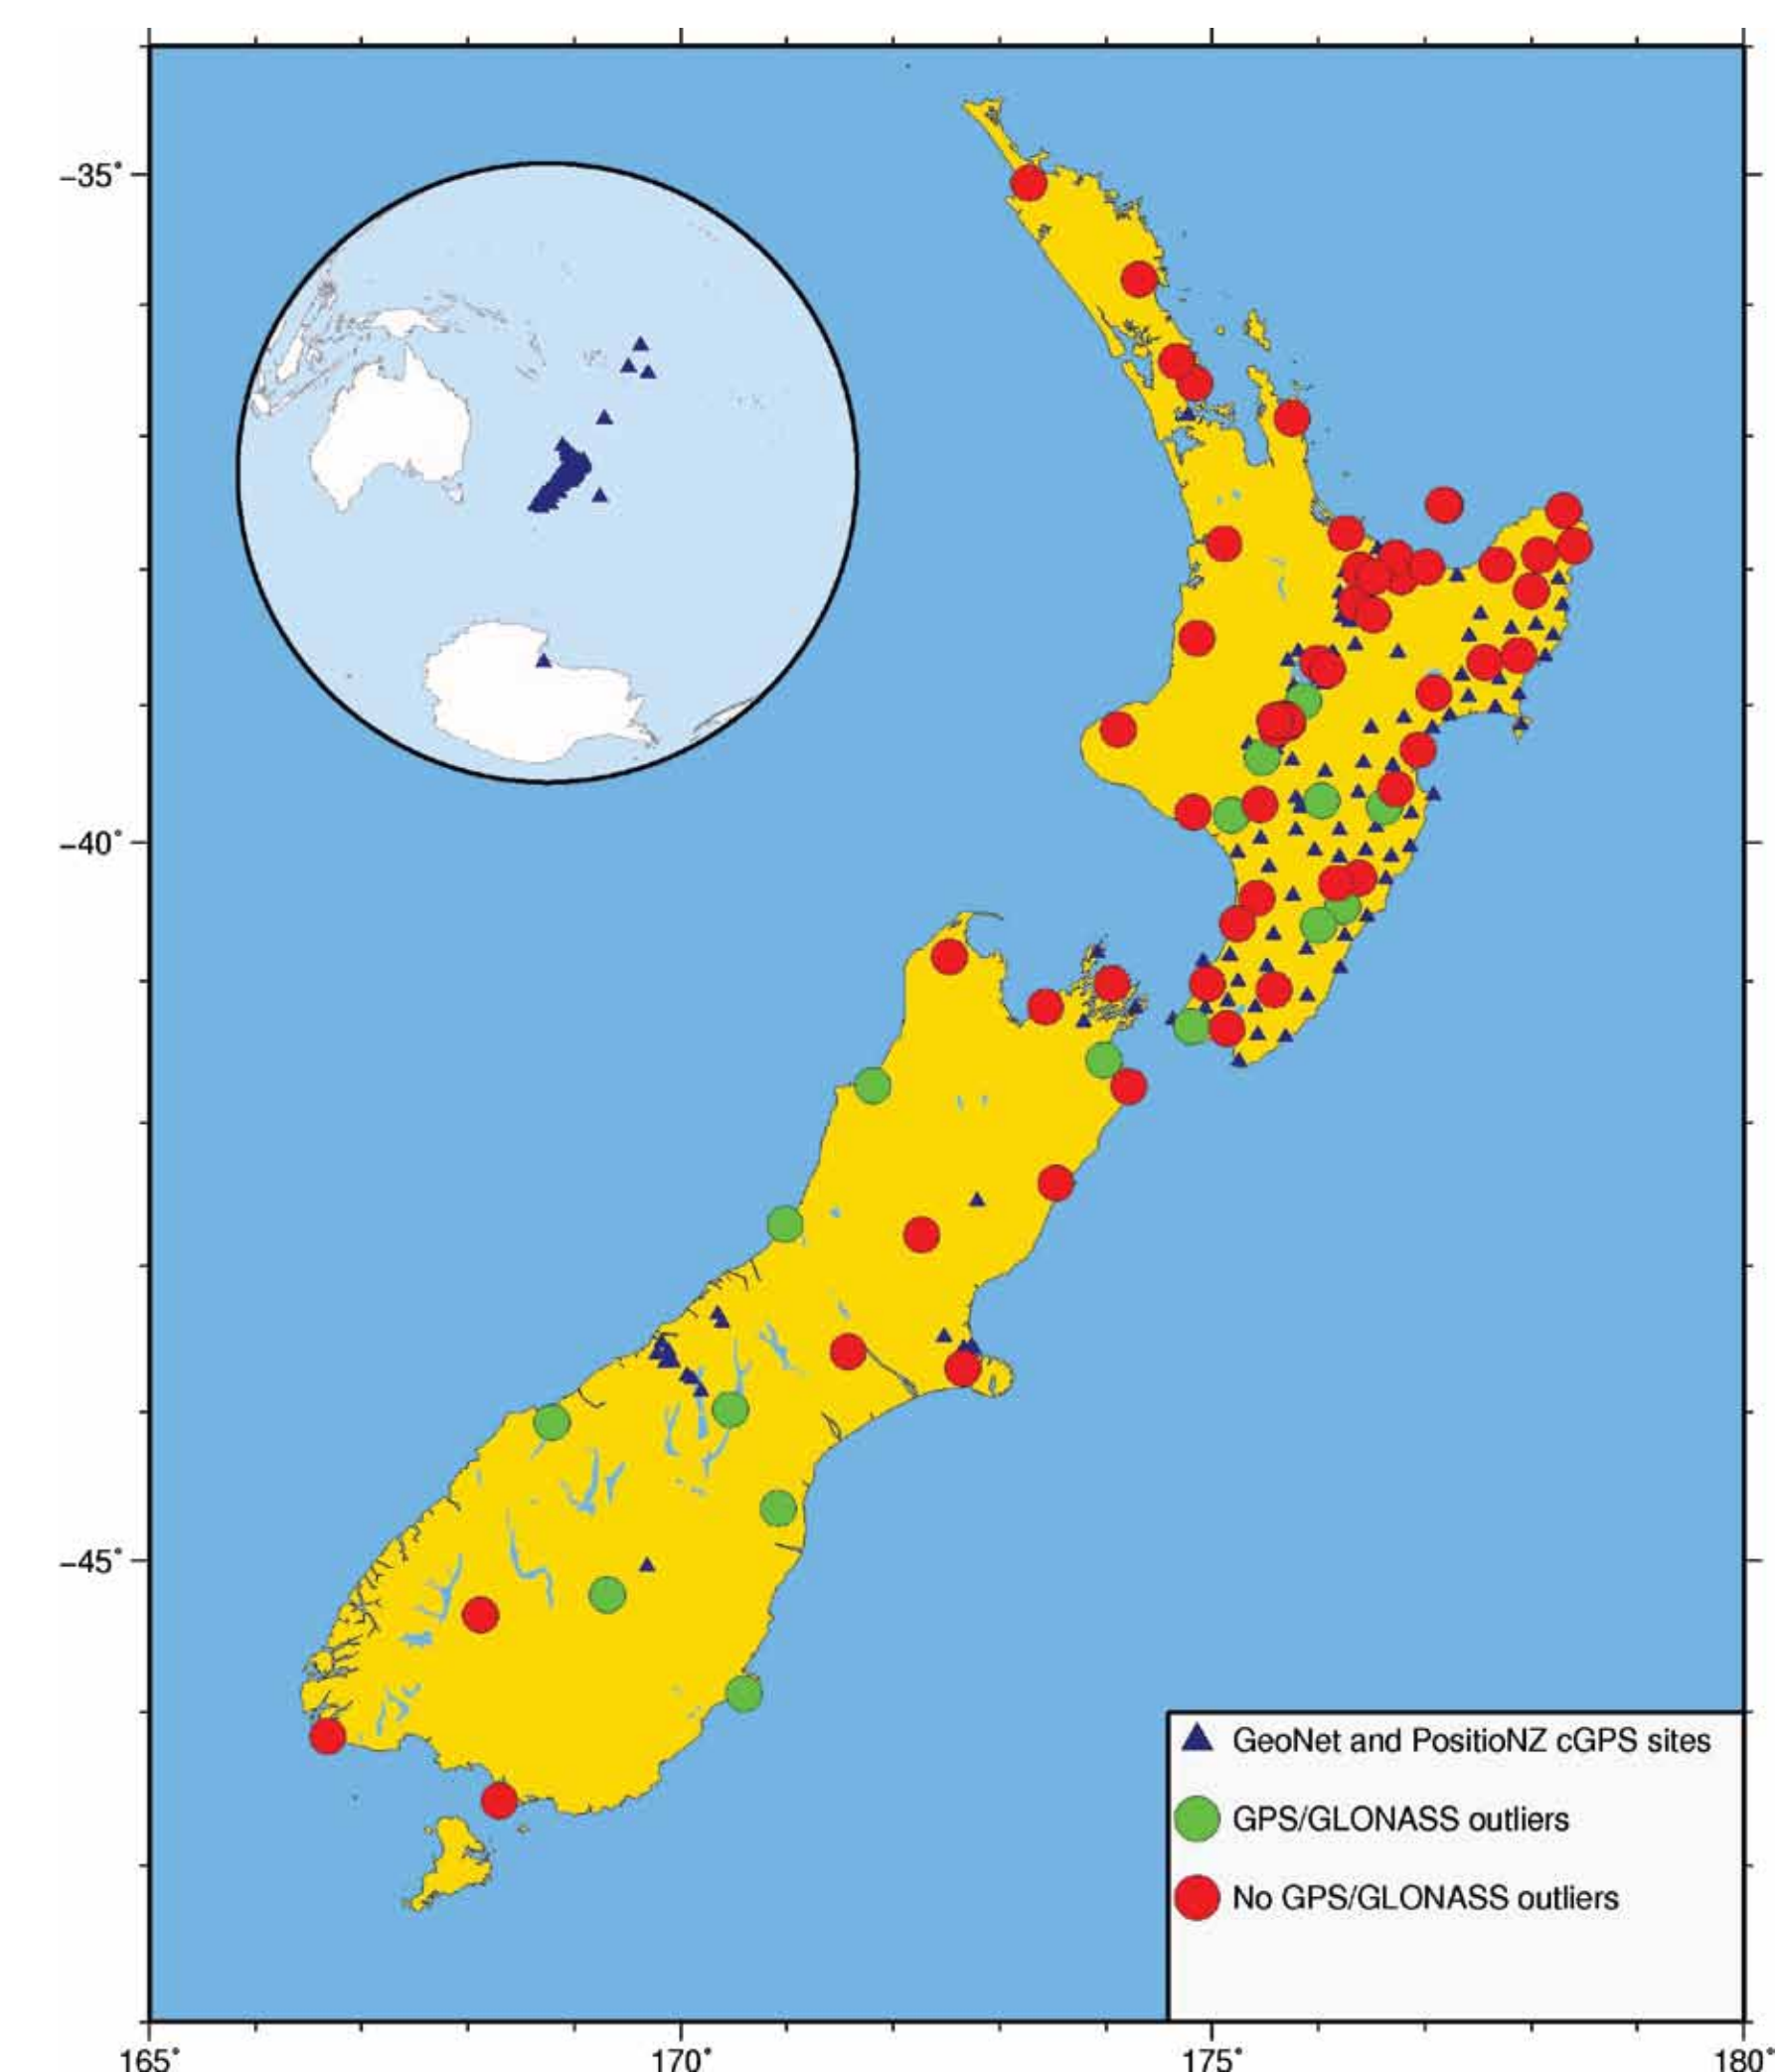 −35°
−40°
−45°
GeoNet and PositioNZ cGPS sites
GPS/GLONASS outliers
No GPS/GLONASS outliers
165° 170° 175° 180°